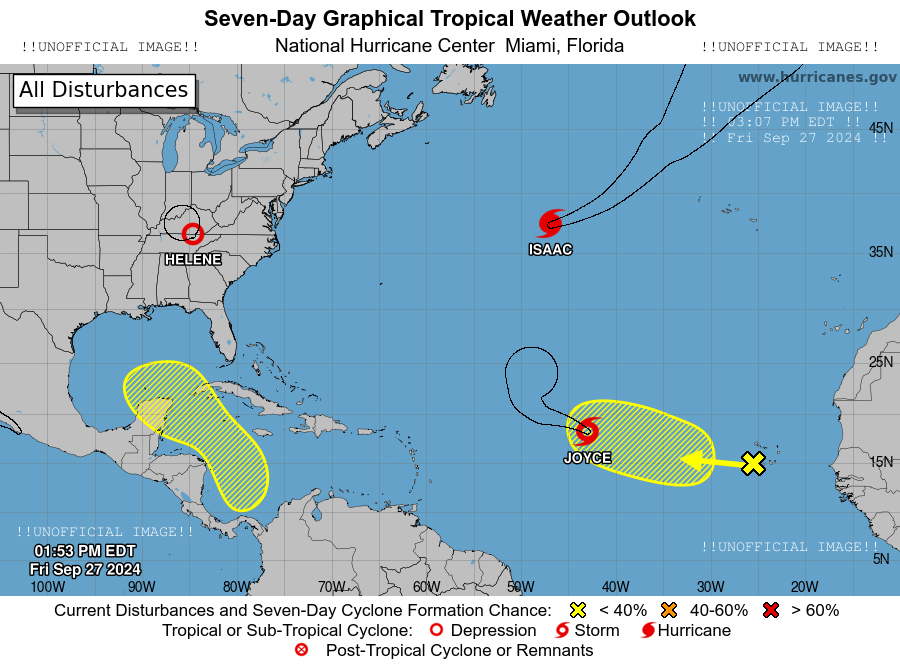 Seven-Day Graphical Tropical Weather Outlook
!!UNOFFICIAL IMAGE!! National Hurricane Center Miami, Florida !!UNOFFICIAL IMAGE!!
www.hurricanes.gov
All Disturbances
!!UNOFFICIAL IMAGE!!
!! 03:07 PM EDT !!
!! Fri Sep 27 2024 !!
45N
HELENE
ISAAC
35N
25N
JOYCE
15N
!!UNOFFICIAL IMAGE!!
01:53 PM EDT
Fri Sep 27 2024
!!UNOFFICIAL IMAGE!!
5N
100W 90W 80W 70W 60W 50W 40W 30W 20W
Current Disturbances and Seven-Day Cyclone Formation Chance: < 40% 40-60% > 60%
Tropical or Sub-Tropical Cyclone: Depression Storm Hurricane
Post-Tropical Cyclone or Remnants